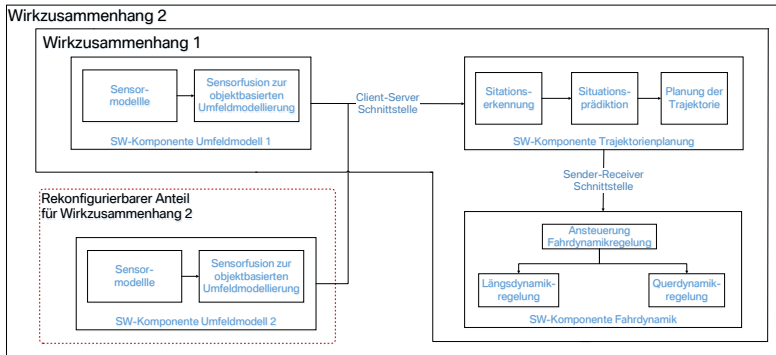 Wirkzusammenhang 2
Wirkzusammenhang 1
Sensor-
modellle
Sensorfusion zur
objektbasierten
Umfeldmodellierung
SW-Komponente Umfeldmodell 1
Client-Server
Schnittstelle
Sitations-
erkennung
Situations-
prädiktion
Planung der
Trajektorie
SW-Komponente Trajektorienplanung
Sender-Receiver
Schnittstelle
Rekonfigurierbarer Anteil
für Wirkzusammenhang 2
Sensor-
modellle
Sensorfusion zur
objektbasierten
Umfeldmodellierung
SW-Komponente Umfeldmodell 2
Ansteuerung
Fahrdynamikregelung
Längsdynamik-
regelung
Querdynamik-
regelung
SW-Komponente Fahrdynamik